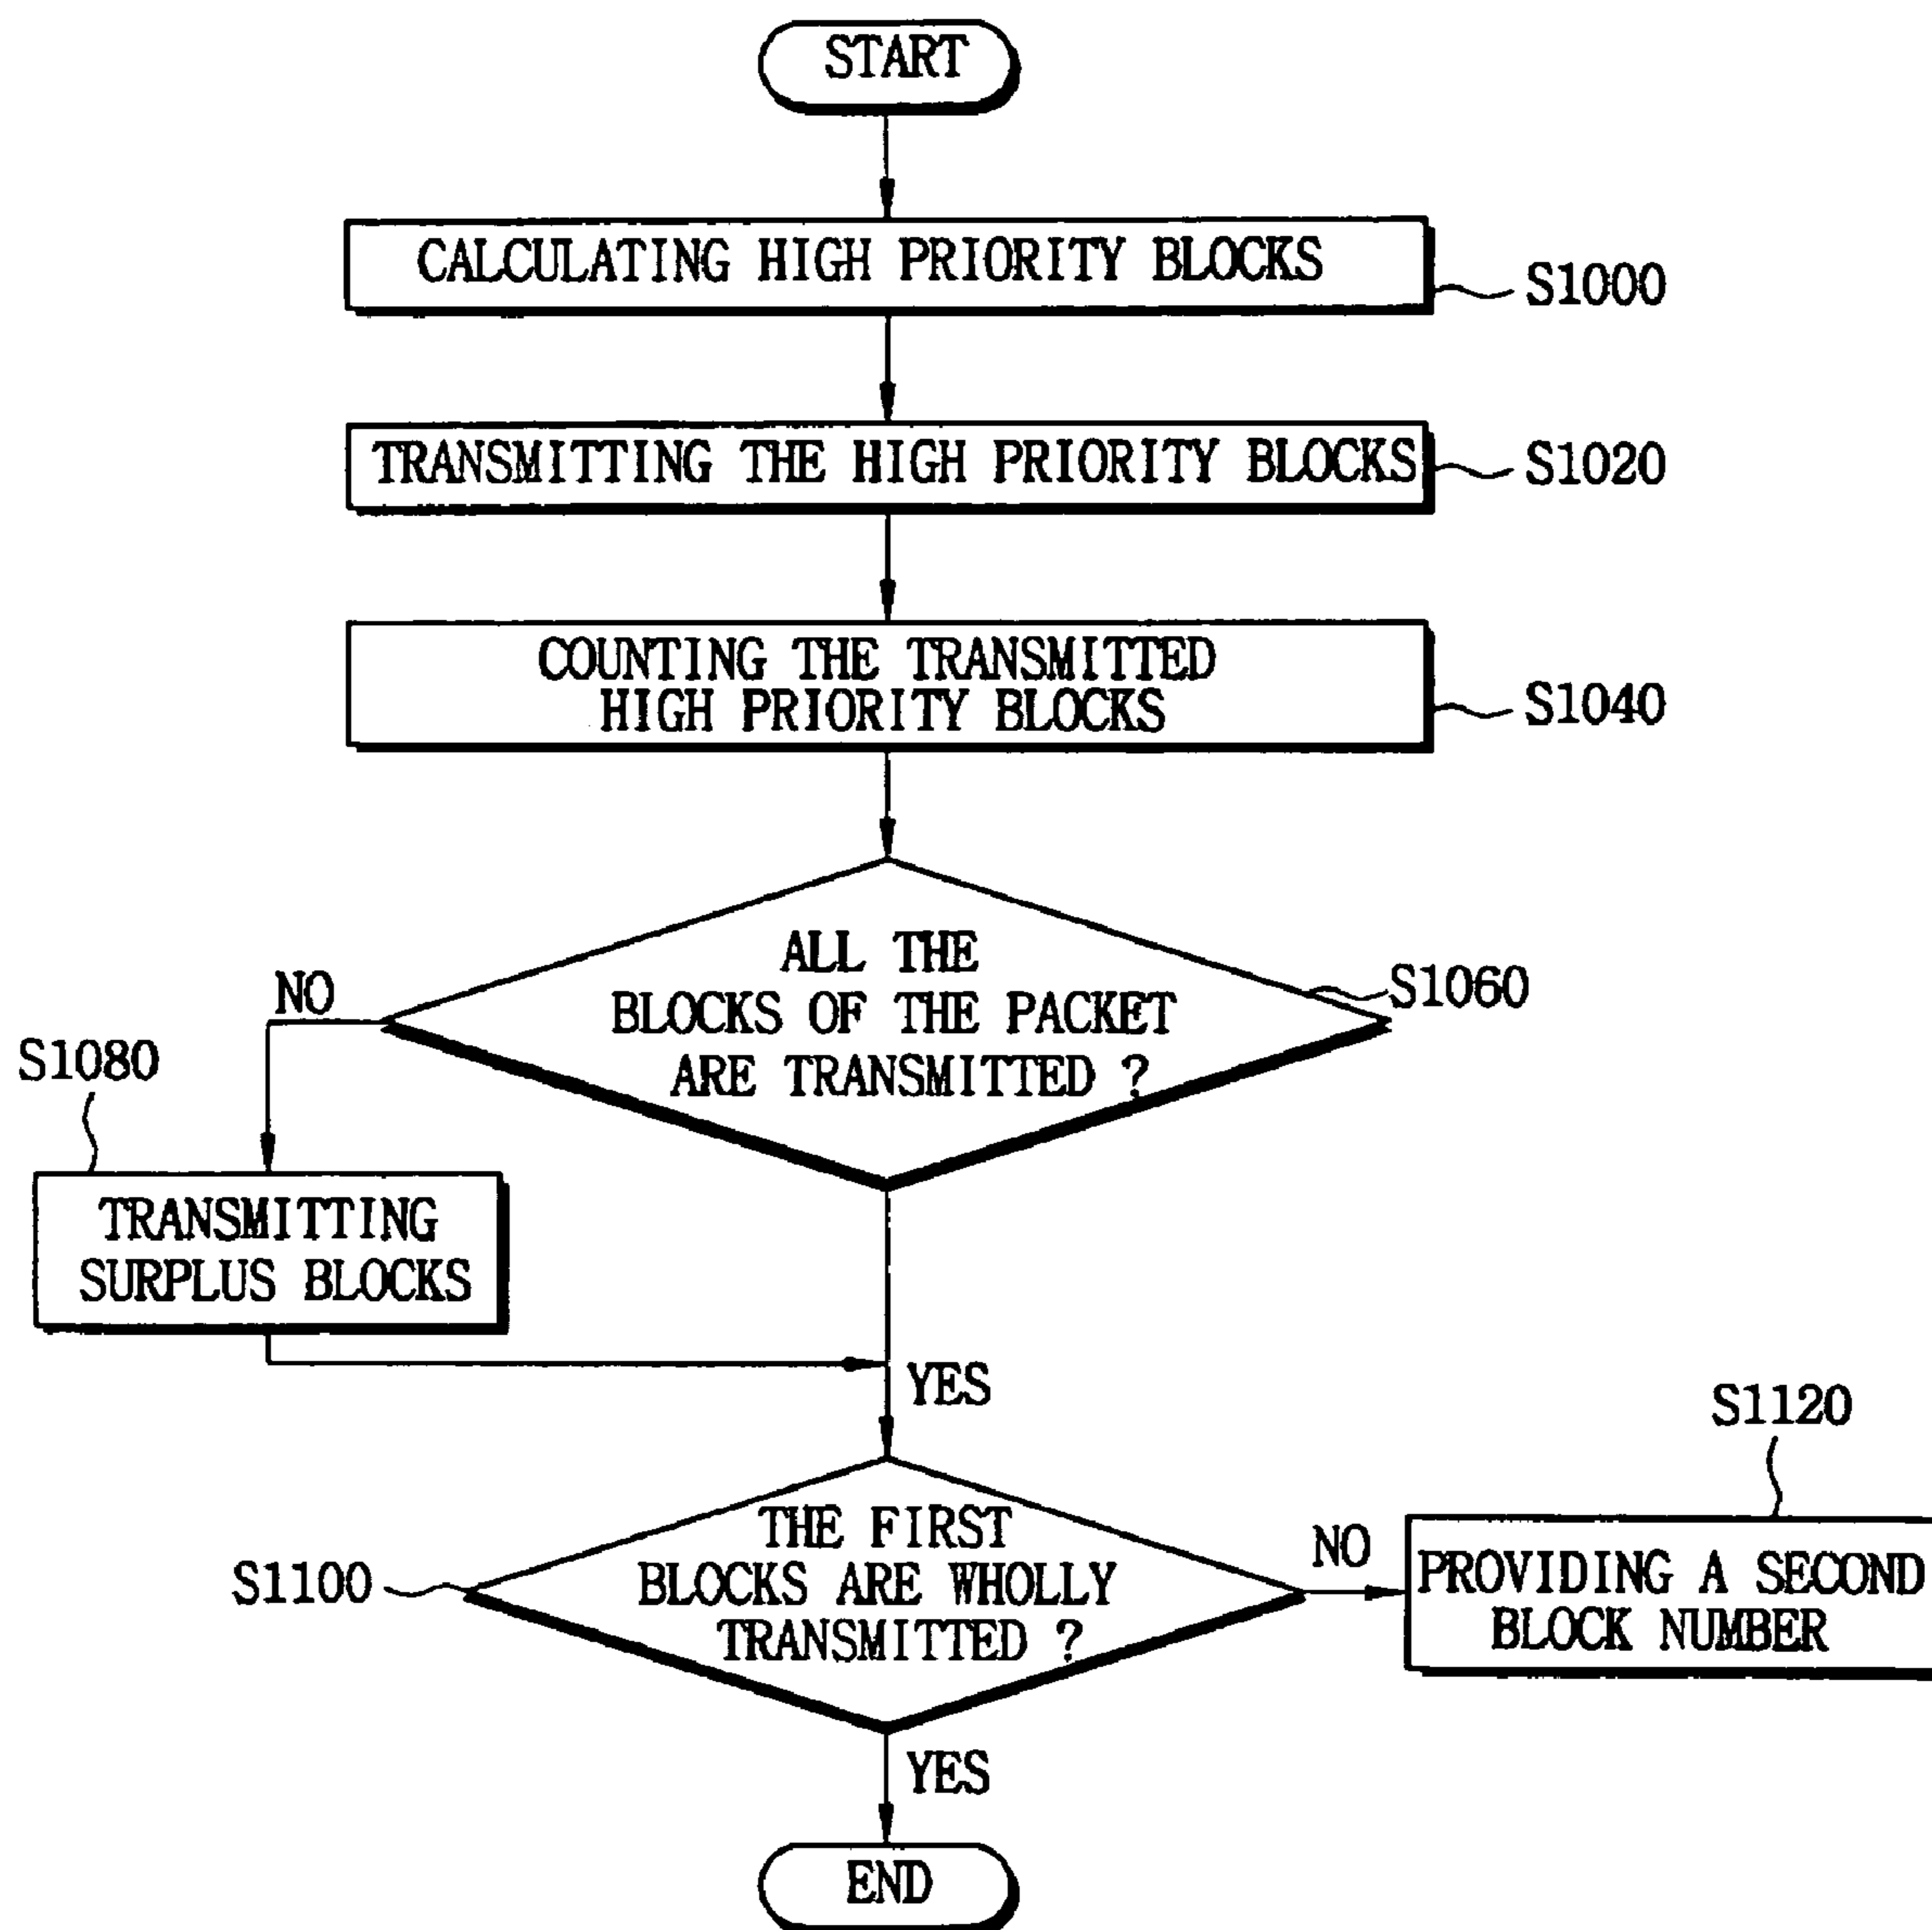 START
CALCULATING HIGH PRIORITY BLOCKS
S1000
TRANSMITTING THE HIGH PRIORITY BLOCKS
S1020
COUNTING THE TRANSMITTED
HIGH PRIORITY BLOCKS
S1040
ALL THE
BLOCKS OF THE PACKET
ARE TRANSMITTED ?
S1060
NO
S1080
TRANSMITTING
SURPLUS BLOCKS
YES
S1120
THE FIRST
BLOCKS ARE WHOLLY
TRANSMITTED ?
S1100
NO
PROVIDING A SECOND
BLOCK NUMBER
YES
END